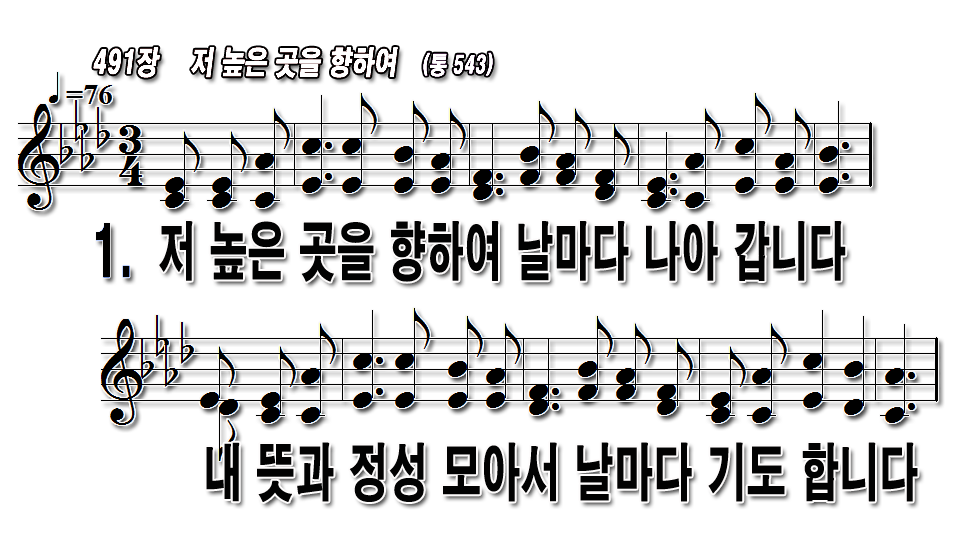 491장 저 높은 곳을 향하여 (통 543)
♩=76
3
4
1. 저 높은 곳을 향하여 날마다 나아 갑니다
내 뜻과 정성 모아서 날마다 기도 합니다